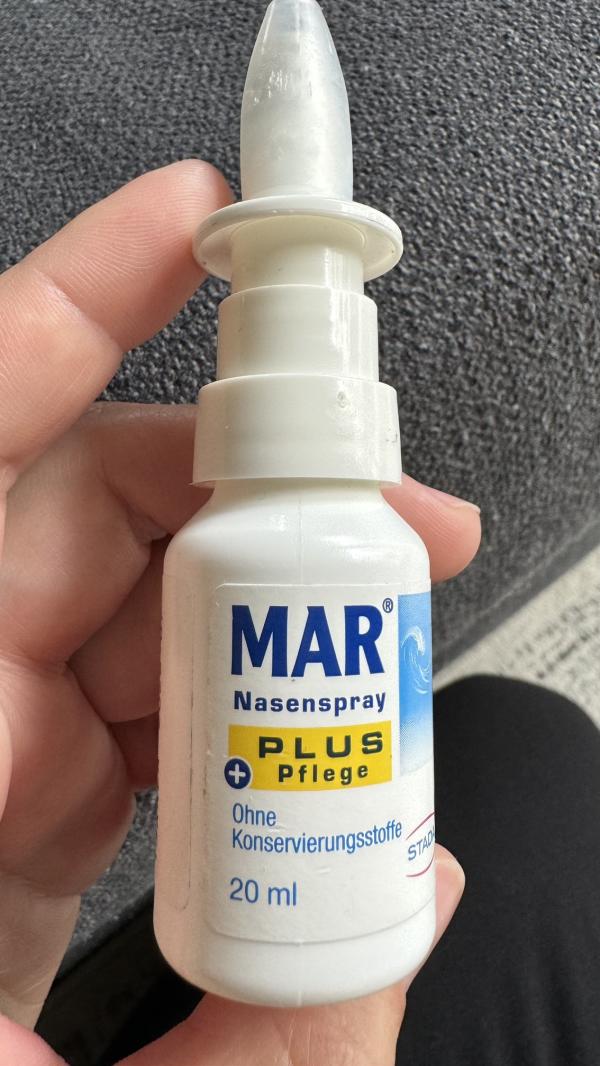 MAR®
Nasenspray
PLUS
Pflege
Ohne
Konservierungsstoffe
20 ml